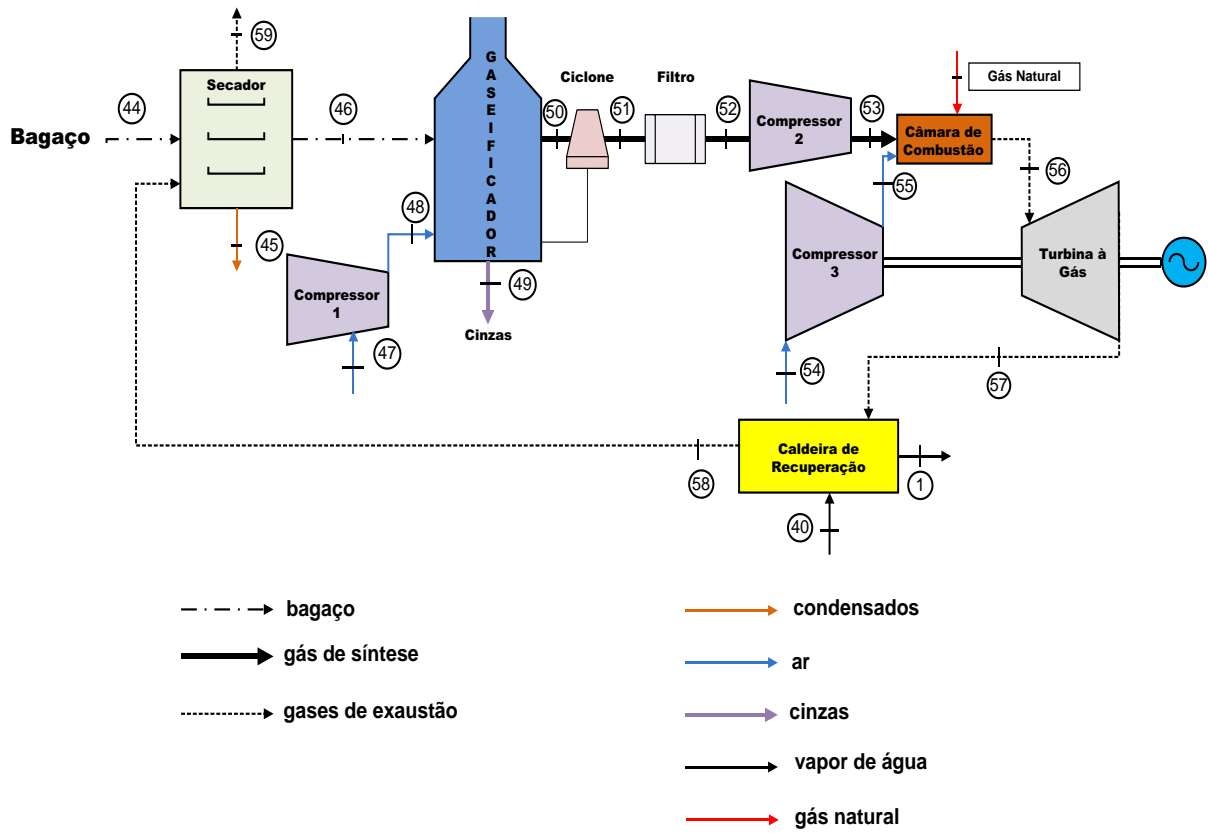 59
Secador
44
Bagaço
46
45
GASEIFICADOR
48
Compressor
1
47
49
Cinzas
50
Ciclone
51
Filtro
52
Compressor
2
53
Gás Natural
Câmara de
Combustão
55
56
Compressor
3
Turbina à
Gás
54
57
Caldeira de
Recuperação
58
1
40
bagaço
gás de síntese
gases de exaustão
condensados
ar
cinzas
vapor de água
gás natural